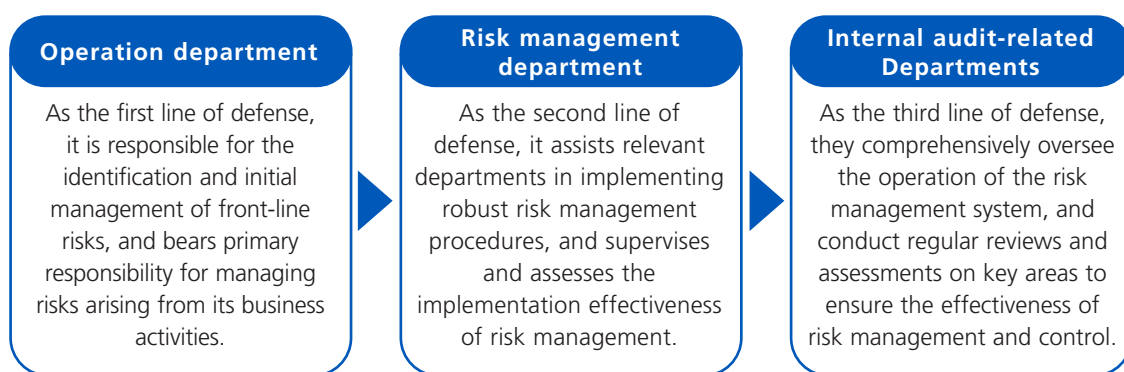 Operation department
As the first line of defense,
it is responsible for the
identification and initial
management of front-line
risks, and bears primary
responsibility for managing
risks arising from its business
activities.
Risk management
department
As the second line of
defense, it assists relevant
departments in implementing
robust risk management
procedures, and supervises
and assesses the
implementation effectiveness
of risk management.
Internal audit-related
Departments
As the third line of defense,
they comprehensively oversee
the operation of the risk
management system, and
conduct regular reviews and
assessments on key areas to
ensure the effectiveness of
risk management and control.